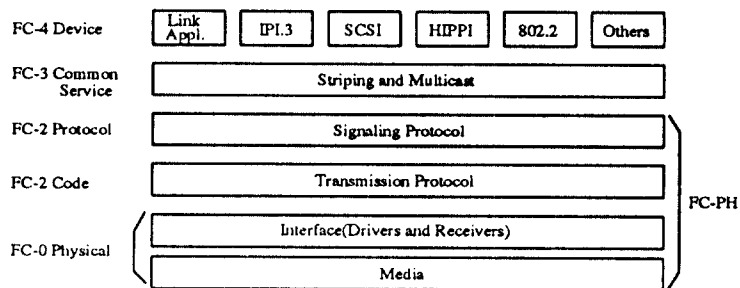 FC-4 Device
Link Appl.
IPI.3
SCSI
HIPPI
802.2
Others
FC-3 Common Service
Striping and Multicast
FC-2 Protocol
Signaling Protocol
FC-2 Code
Transmission Protocol
FC-PH
FC-0 Physical
Interface(Drivers and Receivers)
Media